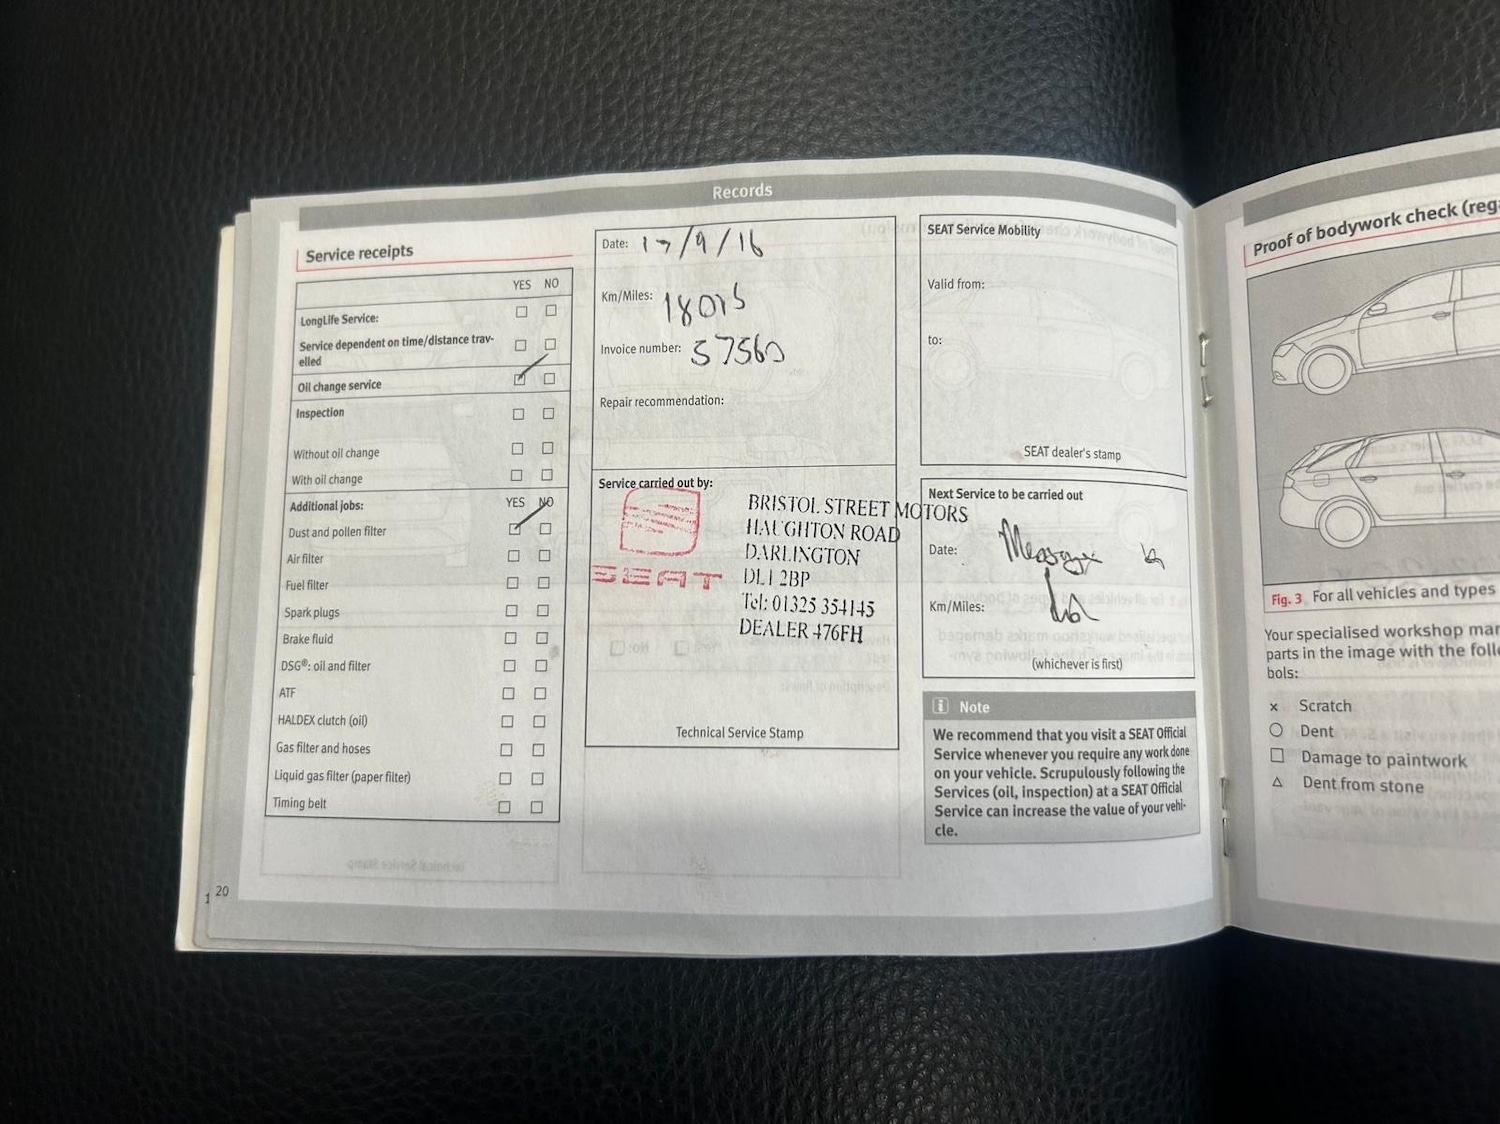 Records
Service receipts
YES NO
LongLife Service:
Service dependent on time/distance trav-
elled
Oil change service
Inspection
Without oil change
With oil change
Additional jobs: YES NO
Dust and pollen filter
Air filter
Fuel filter
Spark plugs
Brake fluid
DSG®: oil and filter
ATF
HALDEX clutch (oil)
Gas filter and hoses
Liquid gas filter (paper filter)
Timing belt
20
1
Date: 17/9/16
Km/Miles:
Invoice number: 57560
Repair recommendation:
Service carried out by:
SEAT
BRISTOL STREET MOTORS
HAUGHTON ROAD
DARLINGTON
DL1 2BP
Tel: 01325 354145
DEALER 476FH
Technical Service Stamp
SEAT Service Mobility
Valid from:
to:
SEAT dealer's stamp
Next Service to be carried out
Date:
Km/Miles:
(whichever is first)
i Note
We recommend that you visit a SEAT Official
Service whenever you require any work done
on your vehicle. Scrupulously following the
Services (oil, inspection) at a SEAT Official
Service can increase the value of your vehi-
cle.
Proof of bodywork check (reg
Fig. 3 For all vehicles and types
Your specialised workshop mar
parts in the image with the foll
bols:
x Scratch
Dent
Damage to paintwork
Dent from stone